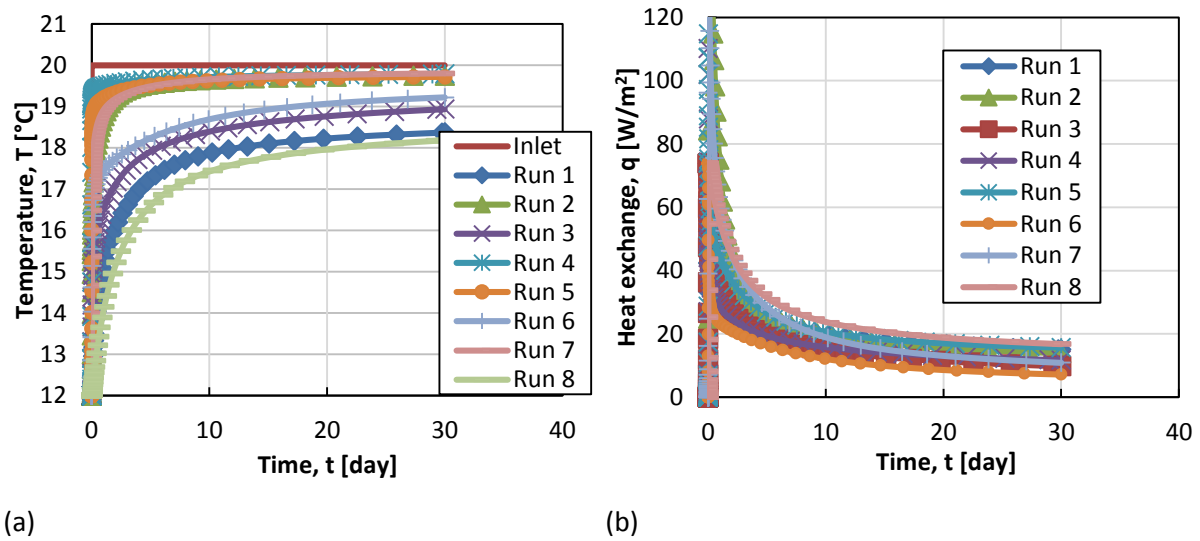 21
20
19
18
17
16
15
14
13
12
Temperature, T [°C]
0
10
20
30
40
Time, t [day]
Inlet
Run 1
Run 2
Run 3
Run 4
Run 5
Run 6
Run 7
Run 8
(a)
120
100
80
60
40
20
0
Heat exchange, q [W/m²]
0
10
20
30
40
Time, t [day]
Run 1
Run 2
Run 3
Run 4
Run 5
Run 6
Run 7
Run 8
(b)